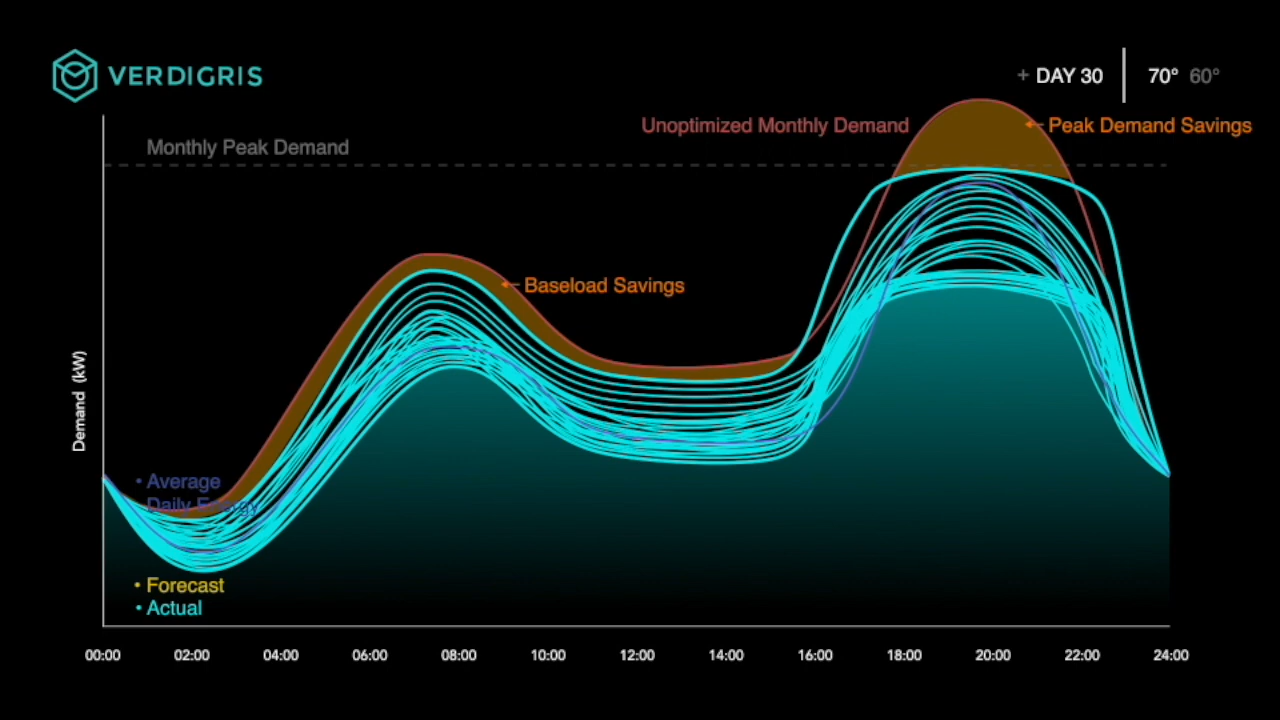 VERDIGRIS
+ DAY 30
70° 60°
Unoptimized Monthly Demand
Peak Demand Savings
Monthly Peak Demand
Baseload Savings
Demand (kW)
• Average
Daily Energy
• Forecast
• Actual
00:00 02:00 04:00 06:00 08:00 10:00 12:00 14:00 16:00 18:00 20:00 22:00 24:00